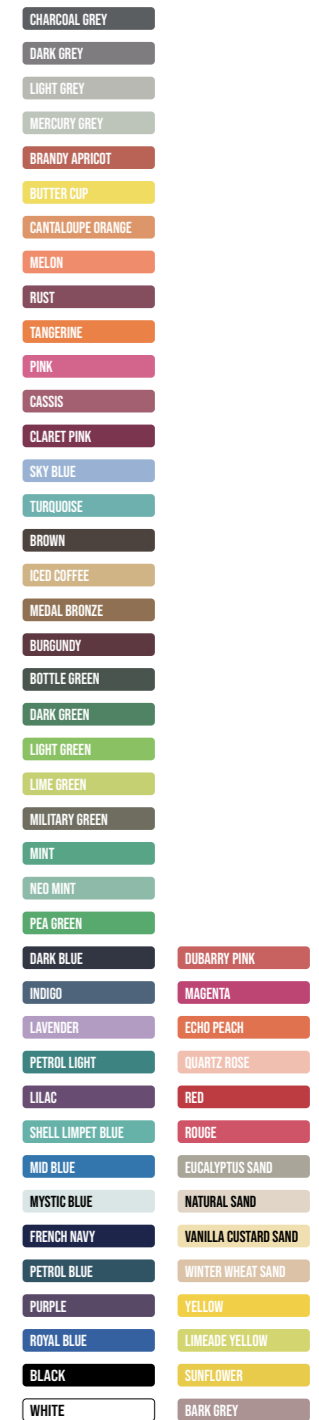 CHARCOAL GREY
DARK GREY
LIGHT GREY
MERCURY GREY
BRANDY APRICOT
BUTTER CUP
CANTALOUPE ORANGE
MELON
RUST
TANGERINE
PINK
CASSIS
CLARET PINK
SKY BLUE
TURQUOISE
BROWN
ICED COFFEE
MEDAL BRONZE
BURGUNDY
BOTTLE GREEN
DARK GREEN
LIGHT GREEN
LIME GREEN
MILITARY GREEN
MINT
NEO MINT
PEA GREEN
DARK BLUE
INDIGO
LAVENDER
PETROL LIGHT
LILAC
SHELL LIMPET BLUE
MID BLUE
MYSTIC BLUE
FRENCH NAVY
PETROL BLUE
PURPLE
ROYAL BLUE
BLACK
WHITE
DUBARRY PINK
MAGENTA
ECHO PEACH
QUARTZ ROSE
RED
ROUGE
EUCALYPTUS SAND
NATURAL SAND
VANILLA CUSTARD SAND
WINTER WHEAT SAND
YELLOW
LIMEADE YELLOW
SUNFLOWER
BARK GREY